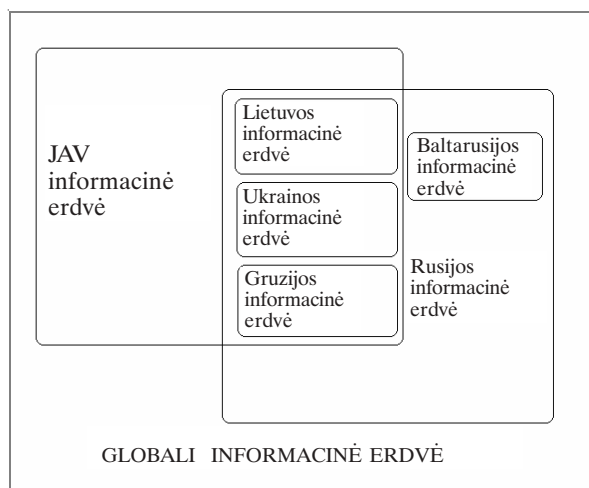 JAV
informacinė
erdvė
Lietuvos
informacinė
erdvė
Ukrainos
informacinė
erdvė
Gruzijos
informacinė
erdvė
Baltarusijos
informacinė
erdvė
Rusijos
informacinė
erdvė
GLOBALI INFORMACINĖ ERDVĖ